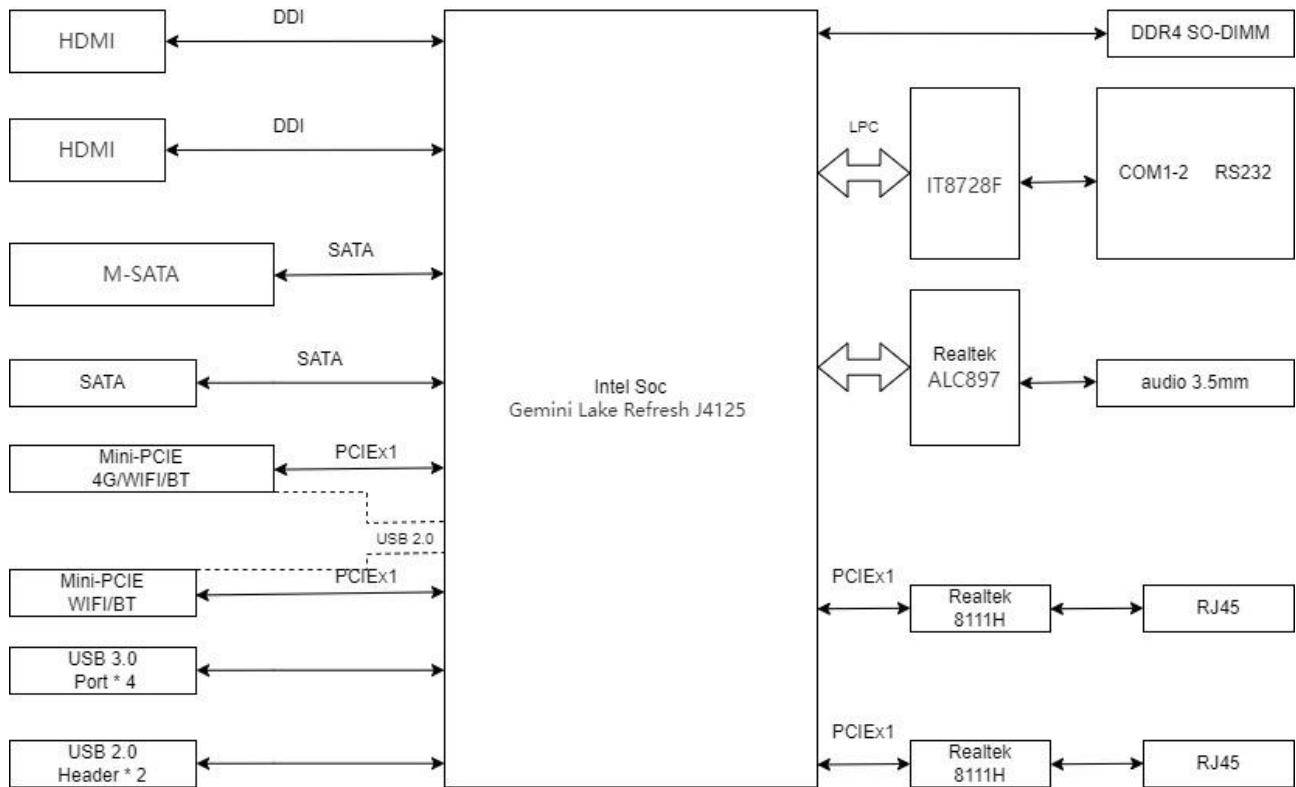 HDMI
DDI
HDMI
DDI
M-SATA
SATA
SATA
SATA
Mini-PCIE
4G/WIFI/BT
PCIEx1
USB 2.0
Mini-PCIE
WIFI/BT
PCIEx1
USB 3.0
Port * 4
USB 2.0
Header * 2
Intel Soc
Gemini Lake Refresh J4125
DDR4 SO-DIMM
LPC
IT8728F
COM1-2 RS232
Realtek
ALC897
audio 3.5mm
PCIEx1
Realtek
8111H
RJ45
PCIEx1
Realtek
8111H
RJ45